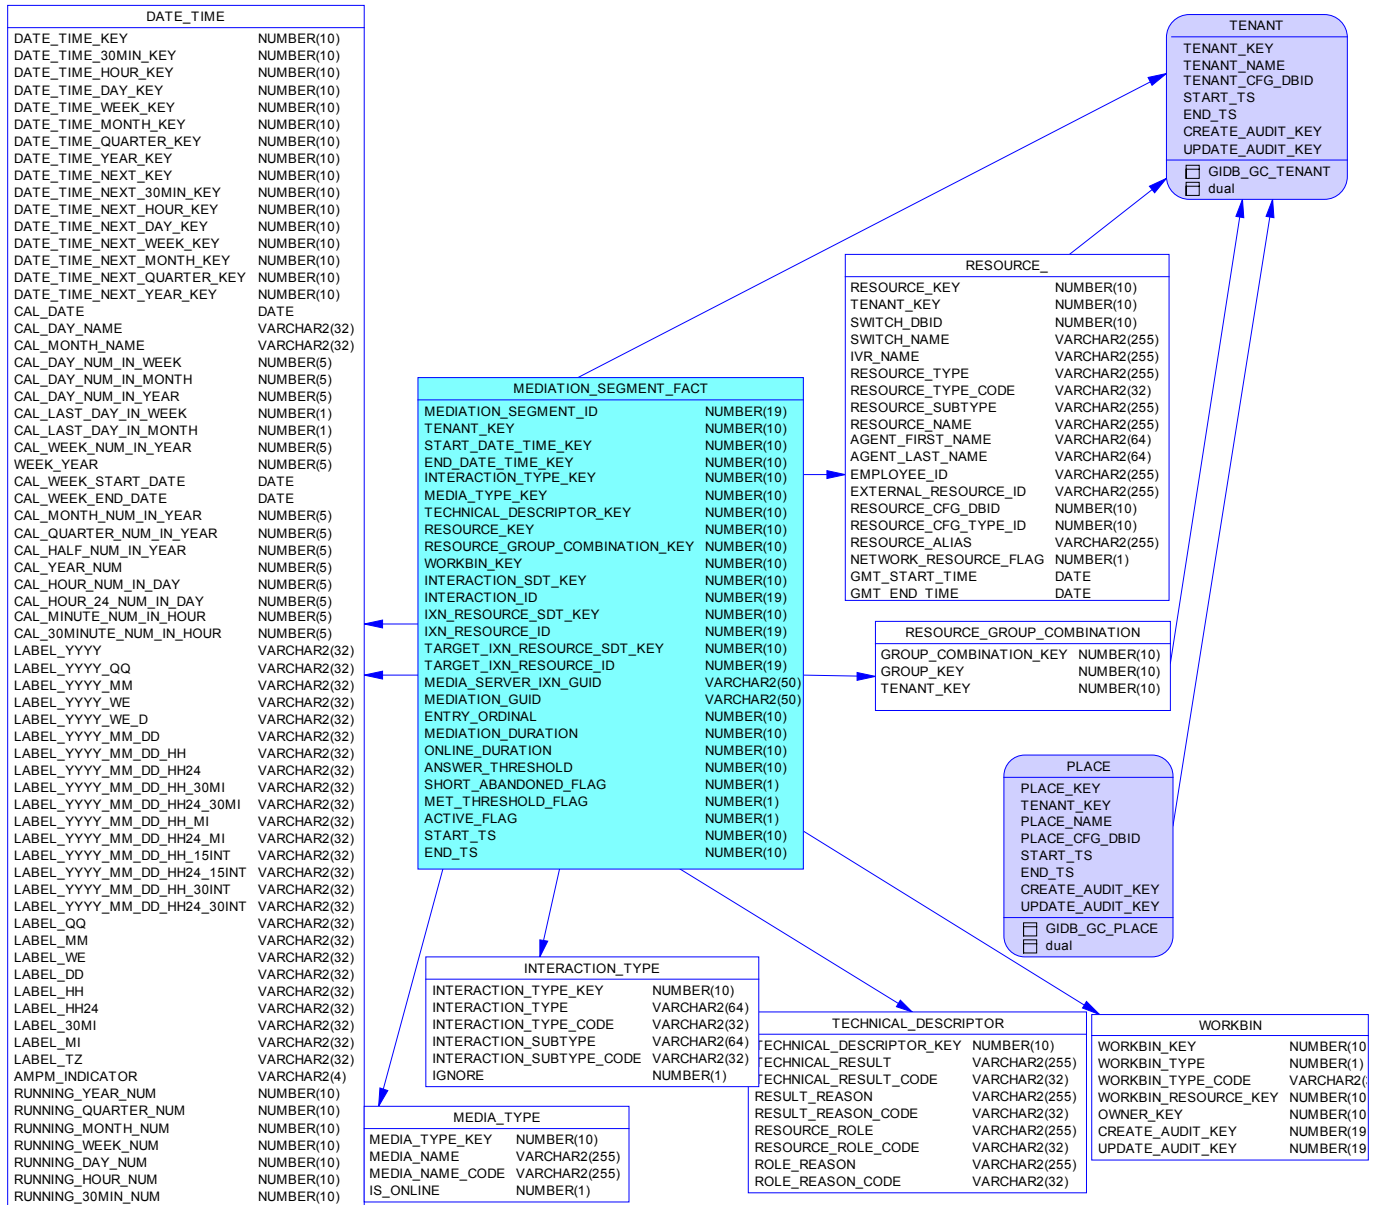 DATE_TIME
DATE_TIME_KEY NUMBER(10)
DATE_TIME_30MIN_KEY NUMBER(10)
DATE_TIME_HOUR_KEY NUMBER(10)
DATE_TIME_DAY_KEY NUMBER(10)
DATE_TIME_WEEK_KEY NUMBER(10)
DATE_TIME_MONTH_KEY NUMBER(10)
DATE_TIME_QUARTER_KEY NUMBER(10)
DATE_TIME_YEAR_KEY NUMBER(10)
DATE_TIME_NEXT_KEY NUMBER(10)
DATE_TIME_NEXT_30MIN_KEY NUMBER(10)
DATE_TIME_NEXT_HOUR_KEY NUMBER(10)
DATE_TIME_NEXT_DAY_KEY NUMBER(10)
DATE_TIME_NEXT_WEEK_KEY NUMBER(10)
DATE_TIME_NEXT_MONTH_KEY NUMBER(10)
DATE_TIME_NEXT_QUARTER_KEY NUMBER(10)
DATE_TIME_NEXT_YEAR_KEY NUMBER(10)
CAL_DATE DATE
CAL_DAY_NAME VARCHAR2(32)
CAL_MONTH_NAME VARCHAR2(32)
CAL_DAY_NUM_IN_WEEK NUMBER(5)
CAL_DAY_NUM_IN_MONTH NUMBER(5)
CAL_DAY_NUM_IN_YEAR NUMBER(5)
CAL_LAST_DAY_IN_WEEK NUMBER(1)
CAL_LAST_DAY_IN_MONTH NUMBER(1)
CAL_WEEK_NUM_IN_YEAR NUMBER(5)
WEEK_YEAR NUMBER(5)
CAL_WEEK_START_DATE DATE
CAL_WEEK_END_DATE DATE
CAL_MONTH_NUM_IN_YEAR NUMBER(5)
CAL_QUARTER_NUM_IN_YEAR NUMBER(5)
CAL_HALF_NUM_IN_YEAR NUMBER(5)
CAL_YEAR_NUM NUMBER(5)
CAL_HOUR_NUM_IN_DAY NUMBER(5)
CAL_HOUR_24_NUM_IN_DAY NUMBER(5)
CAL_MINUTE_NUM_IN_HOUR NUMBER(5)
CAL_30MINUTE_NUM_IN_HOUR NUMBER(5)
LABEL_YYYY VARCHAR2(32)
LABEL_YYYY_QQ VARCHAR2(32)
LABEL_YYYY_MM VARCHAR2(32)
LABEL_YYYY_WE VARCHAR2(32)
LABEL_YYYY_WE_D VARCHAR2(32)
LABEL_YYYY_MM_DD VARCHAR2(32)
LABEL_YYYY_MM_DD_HH VARCHAR2(32)
LABEL_YYYY_MM_DD_HH24 VARCHAR2(32)
LABEL_YYYY_MM_DD_HH_30MI VARCHAR2(32)
LABEL_YYYY_MM_DD_HH24_30MI VARCHAR2(32)
LABEL_YYYY_MM_DD_HH_MI VARCHAR2(32)
LABEL_YYYY_MM_DD_HH24_MI VARCHAR2(32)
LABEL_YYYY_MM_DD_HH_15INT VARCHAR2(32)
LABEL_YYYY_MM_DD_HH24_15INT VARCHAR2(32)
LABEL_YYYY_MM_DD_HH_30INT VARCHAR2(32)
LABEL_YYYY_MM_DD_HH24_30INT VARCHAR2(32)
LABEL_QQ VARCHAR2(32)
LABEL_MM VARCHAR2(32)
LABEL_WE VARCHAR2(32)
LABEL_DD VARCHAR2(32)
LABEL_HH VARCHAR2(32)
LABEL_HH24 VARCHAR2(32)
LABEL_30MI VARCHAR2(32)
LABEL_MI VARCHAR2(32)
LABEL_TZ VARCHAR2(32)
AMPM_INDICATOR VARCHAR2(4)
RUNNING_YEAR_NUM NUMBER(10)
RUNNING_QUARTER_NUM NUMBER(10)
RUNNING_MONTH_NUM NUMBER(10)
RUNNING_WEEK_NUM NUMBER(10)
RUNNING_DAY_NUM NUMBER(10)
RUNNING_HOUR_NUM NUMBER(10)
RUNNING_30MIN_NUM NUMBER(10)
TENANT
TENANT_KEY
TENANT_NAME
TENANT_CFG_DBID
START_TS
END_TS
CREATE_AUDIT_KEY
UPDATE_AUDIT_KEY
GIDB_GC_TENANT
dual
RESOURCE_
RESOURCE_KEY NUMBER(10)
TENANT_KEY NUMBER(10)
SWITCH_DBID NUMBER(10)
SWITCH_NAME VARCHAR2(255)
IVR_NAME VARCHAR2(255)
RESOURCE_TYPE VARCHAR2(255)
RESOURCE_TYPE_CODE VARCHAR2(32)
RESOURCE_SUBTYPE VARCHAR2(255)
RESOURCE_NAME VARCHAR2(255)
AGENT_FIRST_NAME VARCHAR2(64)
AGENT_LAST_NAME VARCHAR2(64)
EMPLOYEE_ID VARCHAR2(255)
EXTERNAL_RESOURCE_ID VARCHAR2(255)
RESOURCE_CFG_DBID NUMBER(10)
RESOURCE_CFG_TYPE_ID NUMBER(10)
RESOURCE_ALIAS VARCHAR2(255)
NETWORK_RESOURCE_FLAG NUMBER(1)
GMT_START_TIME DATE
GMT_END_TIME DATE
MEDIATION_SEGMENT_FACT
MEDIATION_SEGMENT_ID NUMBER(19)
TENANT_KEY NUMBER(10)
START_DATE_TIME_KEY NUMBER(10)
END_DATE_TIME_KEY NUMBER(10)
INTERACTION_TYPE_KEY NUMBER(10)
MEDIA_TYPE_KEY NUMBER(10)
TECHNICAL_DESCRIPTOR_KEY NUMBER(10)
RESOURCE_KEY NUMBER(10)
RESOURCE_GROUP_COMBINATION_KEY NUMBER(10)
WORKBIN_KEY NUMBER(10)
INTERACTION_SDT_KEY NUMBER(10)
INTERACTION_ID NUMBER(19)
IXN_RESOURCE_SDT_KEY NUMBER(10)
IXN_RESOURCE_ID NUMBER(19)
TARGET_IXN_RESOURCE_SDT_KEY NUMBER(10)
TARGET_IXN_RESOURCE_ID NUMBER(19)
MEDIA_SERVER_IXN_GUID VARCHAR2(50)
MEDIATION_GUID VARCHAR2(50)
ENTRY_ORDINAL NUMBER(10)
MEDIATION_DURATION NUMBER(10)
ONLINE_DURATION NUMBER(10)
ANSWER_THRESHOLD NUMBER(10)
SHORT_ABANDONED_FLAG NUMBER(1)
MET_THRESHOLD_FLAG NUMBER(1)
ACTIVE_FLAG NUMBER(1)
START_TS NUMBER(10)
END_TS NUMBER(10)
RESOURCE_GROUP_COMBINATION
GROUP_COMBINATION_KEY NUMBER(10)
GROUP_KEY NUMBER(10)
TENANT_KEY NUMBER(10)
PLACE
PLACE_KEY
TENANT_KEY
PLACE_NAME
PLACE_CFG_DBID
START_TS
END_TS
CREATE_AUDIT_KEY
UPDATE_AUDIT_KEY
GIDB_GC_PLACE
dual
INTERACTION_TYPE
INTERACTION_TYPE_KEY NUMBER(10)
INTERACTION_TYPE VARCHAR2(64)
INTERACTION_TYPE_CODE VARCHAR2(32)
INTERACTION_SUBTYPE VARCHAR2(64)
INTERACTION_SUBTYPE_CODE VARCHAR2(32)
IGNORE NUMBER(1)
MEDIA_TYPE
MEDIA_TYPE_KEY NUMBER(10)
MEDIA_NAME VARCHAR2(255)
MEDIA_NAME_CODE VARCHAR2(255)
IS_ONLINE NUMBER(1)
TECHNICAL_DESCRIPTOR
ECHNICAL_DESCRIPTOR_KEY NUMBER(10)
ECHNICAL_RESULT VARCHAR2(255)
ECHNICAL_RESULT_CODE VARCHAR2(32)
RESULT_REASON VARCHAR2(255)
RESULT_REASON_CODE VARCHAR2(32)
RESOURCE_ROLE VARCHAR2(255)
RESOURCE_ROLE_CODE VARCHAR2(32)
ROLE_REASON VARCHAR2(255)
ROLE_REASON_CODE VARCHAR2(32)
WORKBIN
WORKBIN_KEY NUMBER(10
WORKBIN_TYPE NUMBER(1)
WORKBIN_TYPE_CODE VARCHAR2(
WORKBIN_RESOURCE_KEY NUMBER(10
OWNER_KEY NUMBER(10
CREATE_AUDIT_KEY NUMBER(19
UPDATE_AUDIT_KEY NUMBER(19